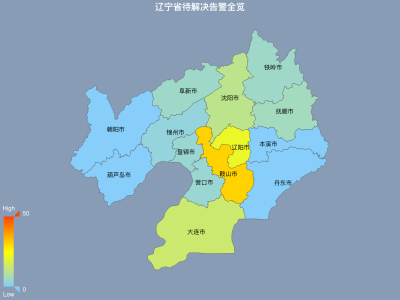 辽宁省待解决告警全览
铁岭市
阜新市
沈阳市
抚顺市
朝阳市
锦州市
本溪市
辽阳市
盘锦市
葫芦岛市
鞍山市
营口市
丹东市
大连市
High
50
0
Low